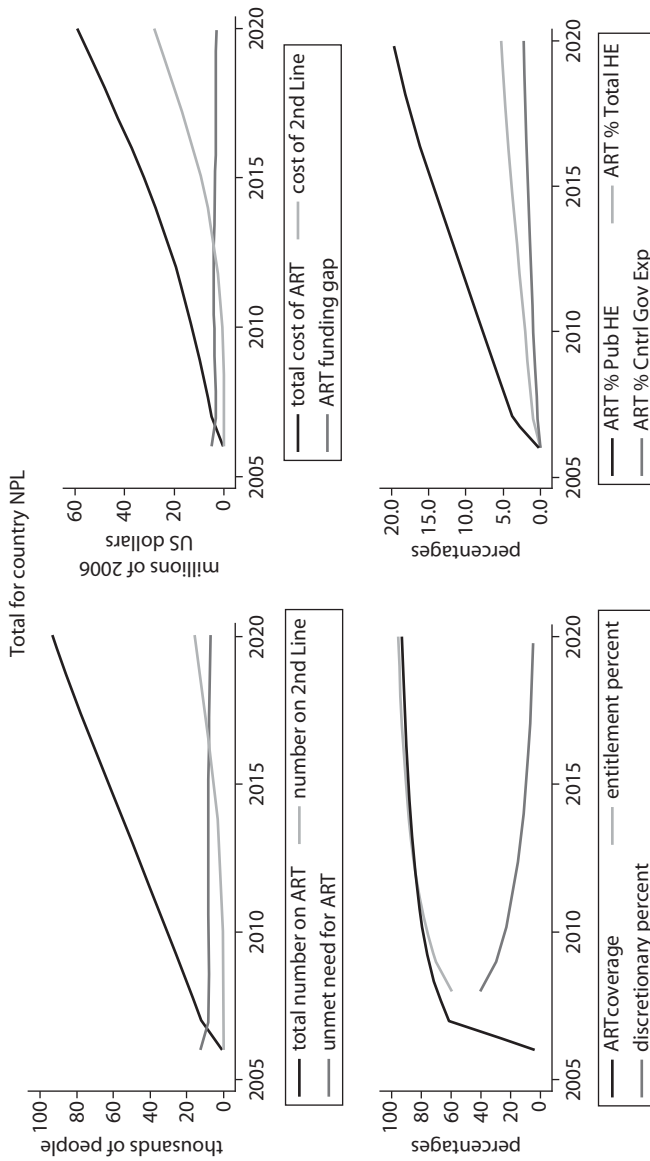 Total for country NPL
thousands of people
100
80
60
40
20
0
2005
2010
2015
2020
total number on ART
number on 2nd Line
unmet need for ART
millions of 2006
US dollars
60
40
20
0
2005
2010
2015
2020
total cost of ART
cost of 2nd Line
ART funding gap
percentages
100
80
60
40
20
0
2005
2010
2015
2020
ARTcoverage
entitlement percent
discretionary percent
percentages
20.0
15.0
10.0
5.0
0.0
2005
2010
2015
2020
ART % Pub HE
ART % Total HE
ART % Cntrl Gov Exp